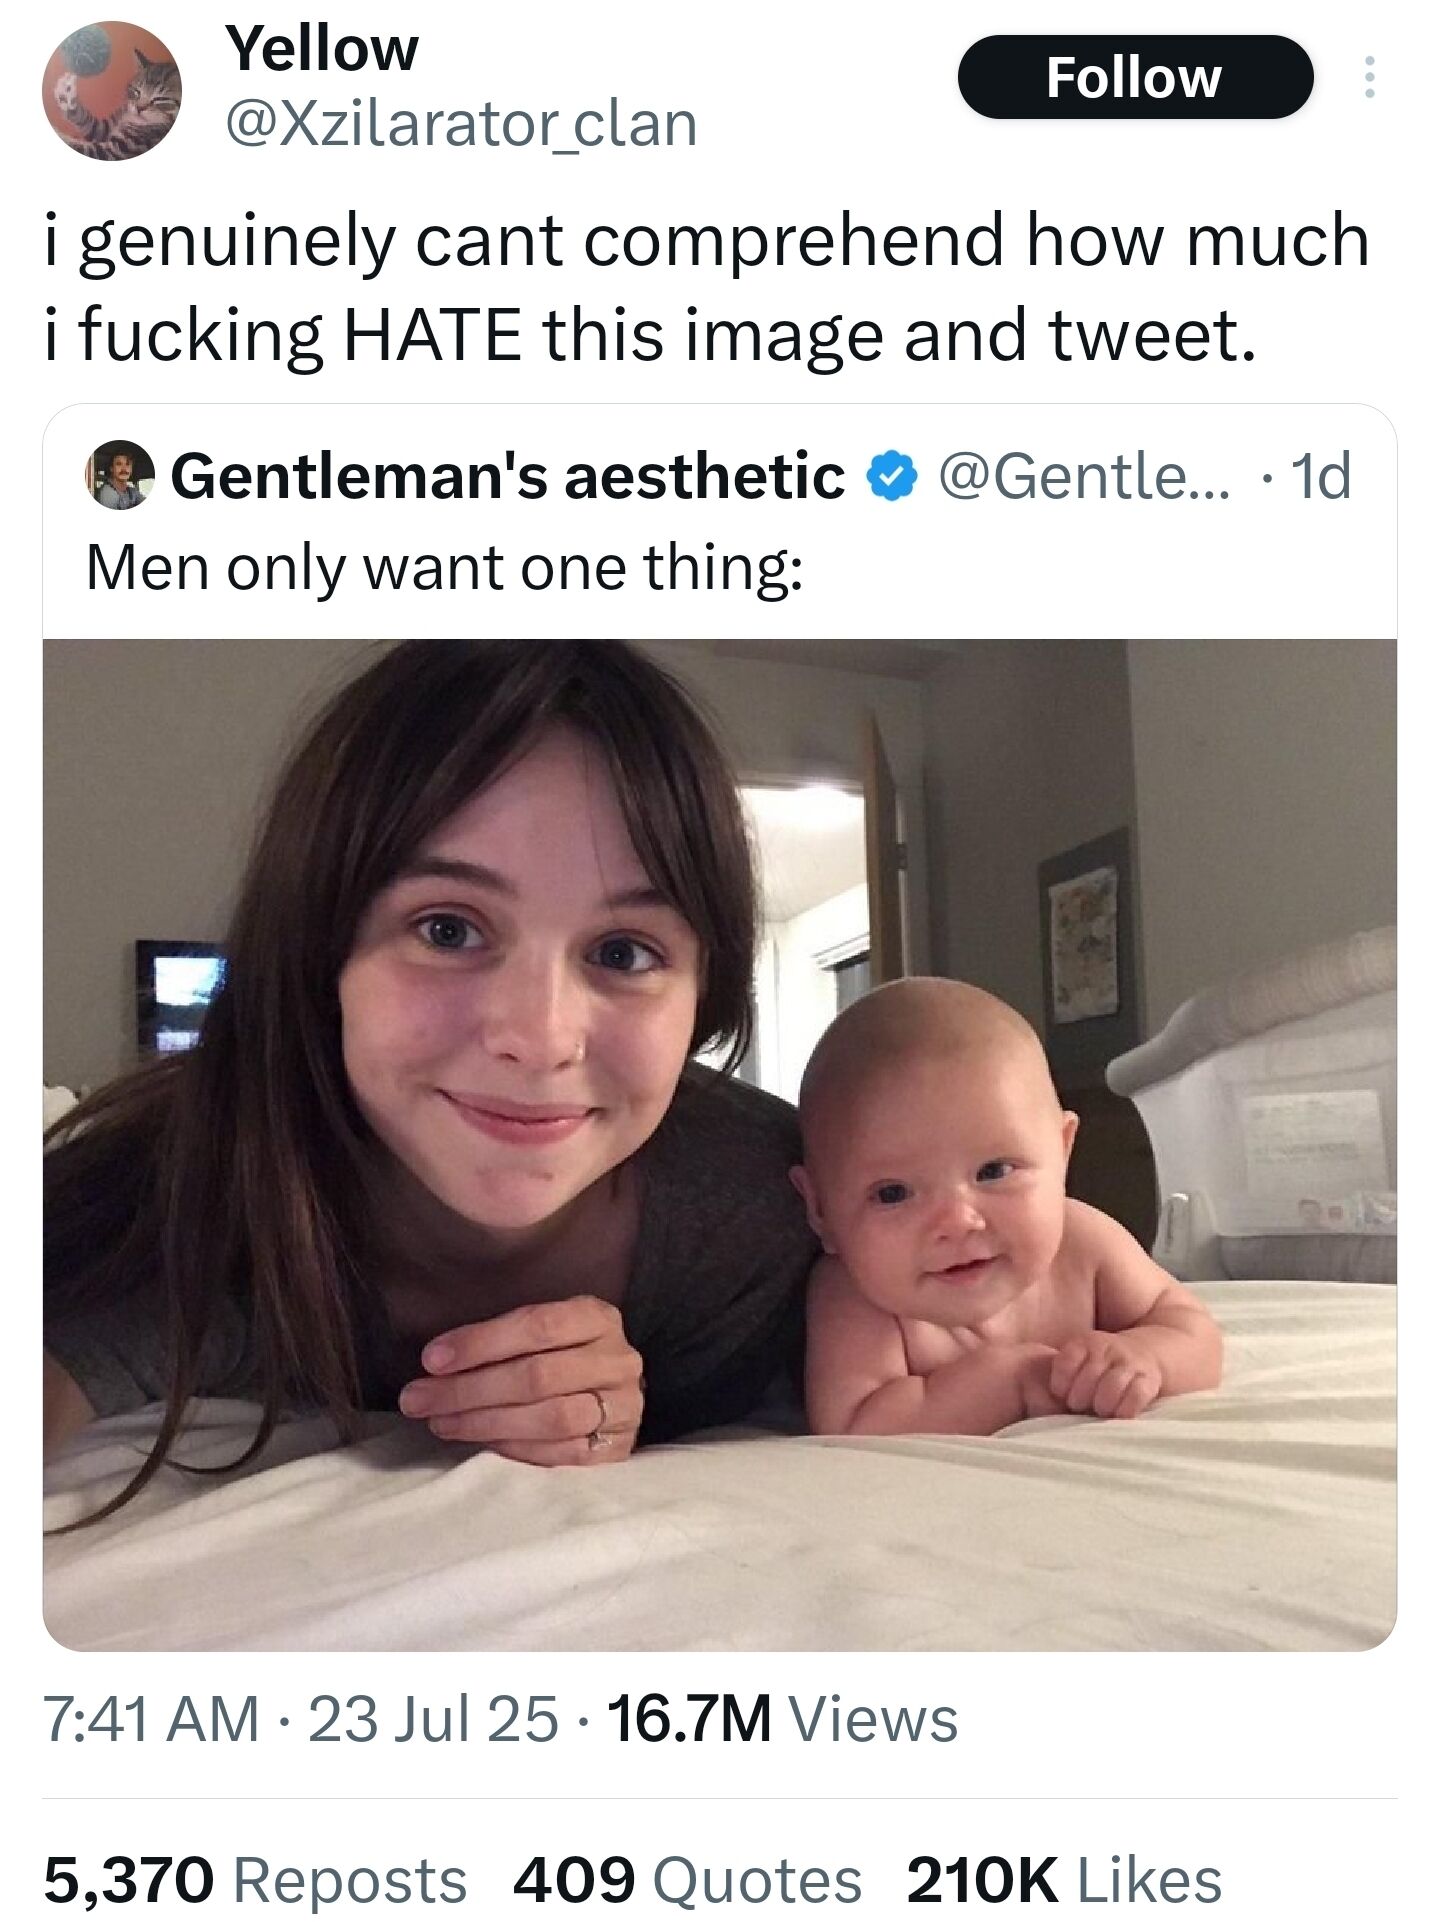 Yellow
@Xzilarator_clan
Follow
i genuinely cant comprehend how much
i fucking HATE this image and tweet.
Gentleman's aesthetic @Gentle... · 1d
Men only want one thing:
7:41 AM · 23 Jul 25 · 16.7M Views
5,370 Reposts 409 Quotes 210K Likes